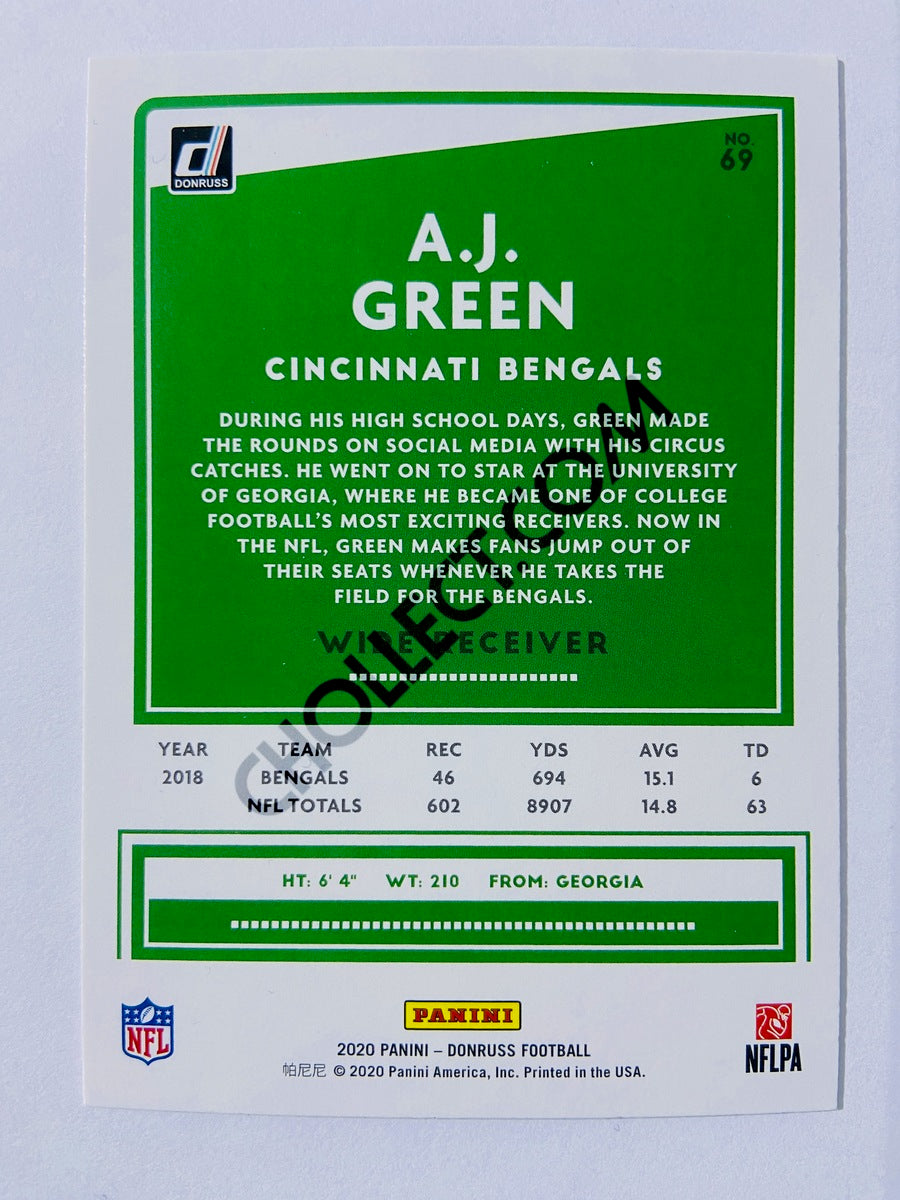 DONRUSS
NO.
69
A.J.
GREEN
CINCINNATI BENGALS
DURING HIS HIGH SCHOOL DAYS, GREEN MADE
THE ROUNDS ON SOCIAL MEDIA WITH HIS CIRCUS
CATCHES. HE WENT ON TO STAR AT THE UNIVERSITY
OF GEORGIA, WHERE HE BECAME ONE OF COLLEGE
FOOTBALL'S MOST EXCITING RECEIVERS. NOW IN
THE NFL, GREEN MAKES FANS JUMP OUT OF
THEIR SEATS WHENEVER HE TAKES THE
FIELD FOR THE BENGALS.
WIDE RECEIVER
CHOLLECT.COM
YEAR TEAM REC YDS AVG TD
2018 BENGALS 46 694 15.1 6
NFL TOTALS 602 8907 14.8 63
HT: 6' 4" WT: 210 FROM: GEORGIA
NFL
PANINI
NFLPA
2020 PANINI – DONRUSS FOOTBALL
帕尼尼 © 2020 Panini America, Inc. Printed in the USA.